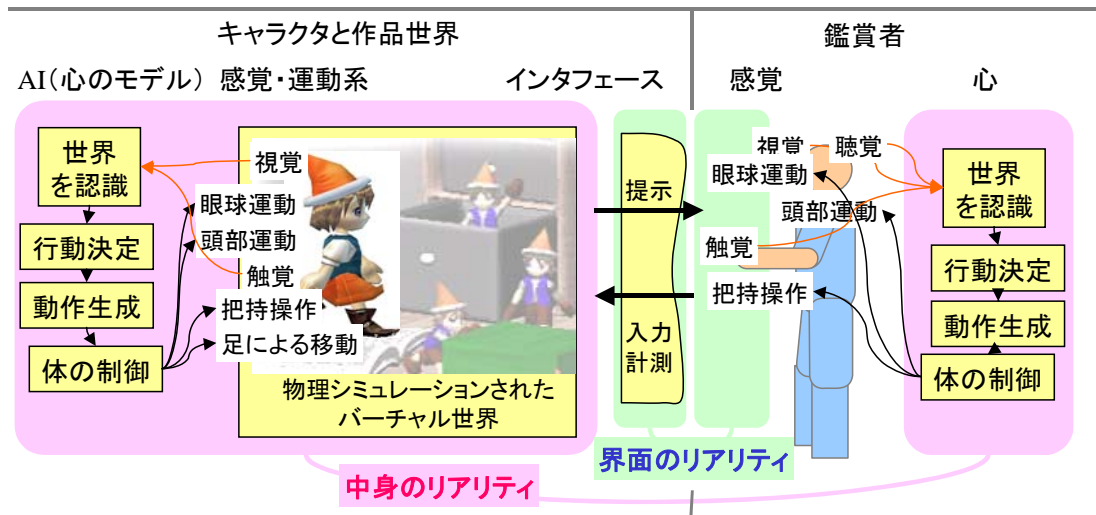 キャラクタと作品世界
鑑賞者
AI(心のモデル) 感覚・運動系
インタフェース
感覚
心
世界
を認識
行動決定
動作生成
体の制御
視覚
眼球運動
頭部運動
触覚
把持操作
足による移動
物理シミュレーションされた
バーチャル世界
提示
入力
計測
視覚
聴覚
眼球運動
頭部運動
触覚
把持操作
世界
を認識
行動決定
動作生成
体の制御
界面のリアリティ
中身のリアリティ